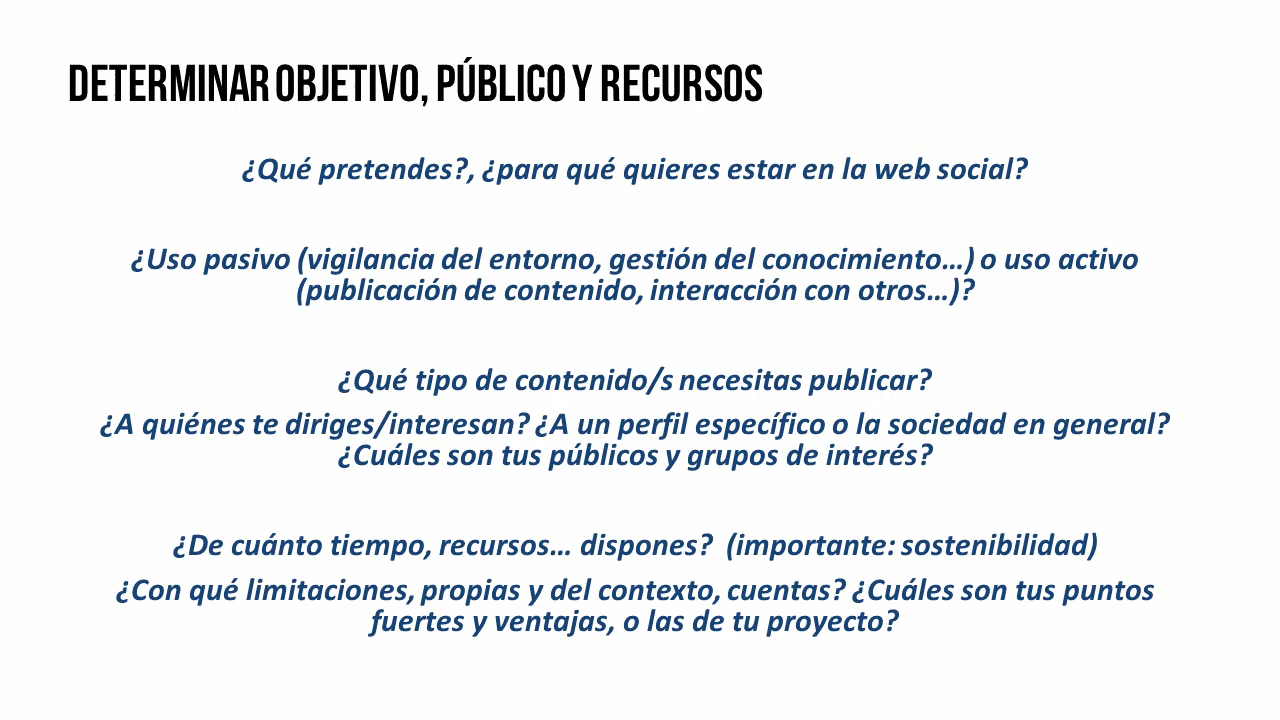 DETERMINAR OBJETIVO, PÚBLICO Y RECURSOS
¿Qué pretendes?, ¿para qué quieres estar en la web social?
¿Uso pasivo (vigilancia del entorno, gestión del conocimiento…) o uso activo
(publicación de contenido, interacción con otros…)?
¿Qué tipo de contenido/s necesitas publicar?
¿A quiénes te diriges/interesan? ¿A un perfil específico o la sociedad en general?
¿Cuáles son tus públicos y grupos de interés?
¿De cuánto tiempo, recursos… dispones? (importante: sostenibilidad)
¿Con qué limitaciones, propias y del contexto, cuentas? ¿Cuáles son tus puntos
fuertes y ventajas, o las de tu proyecto?